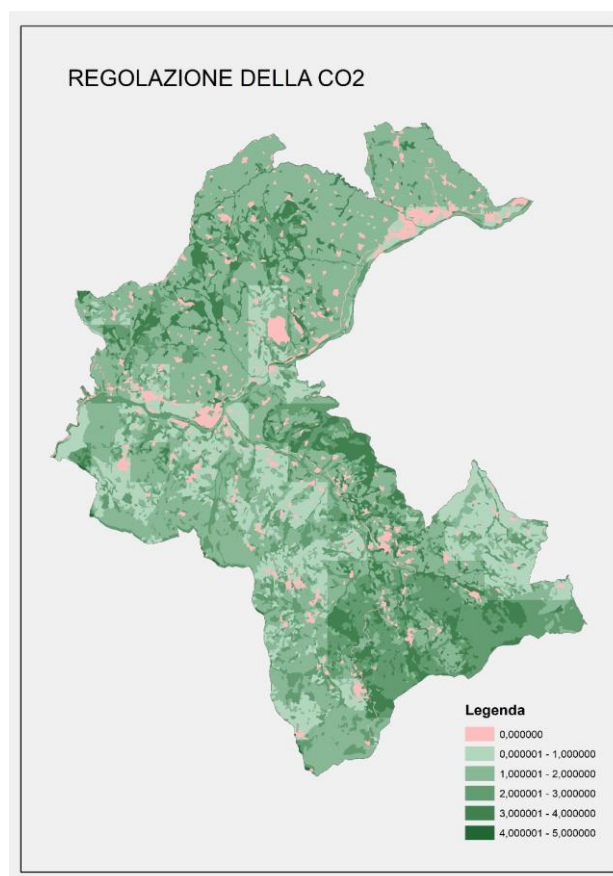 REGOLAZIONE DELLA CO2
Legenda
0,000000
0,000001 - 1,000000
1,000001 - 2,000000
2,000001 - 3,000000
3,000001 - 4,000000
4,000001 - 5,000000